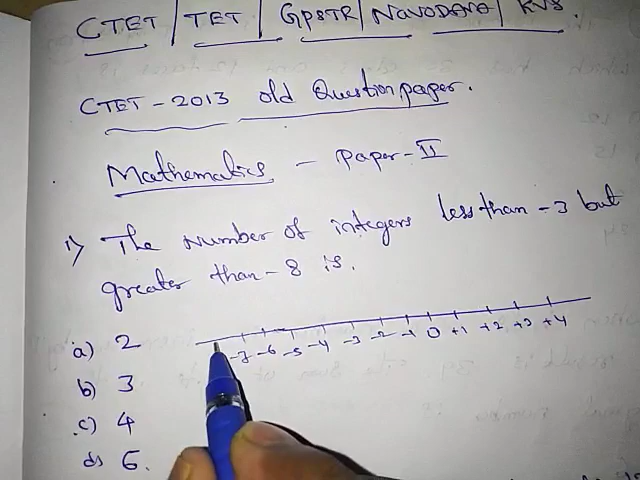 CTET | TET | GPSTR | NAVODAYA | KVS.
CTET - 2013 old Question paper.
Mathematics - Paper - II
1) The Number of integers less than - 3 but
greater than - 8 is.
-7 -6 -5 -4 -3 -2 -1 0 +1 +2 +3 +4
a) 2
b) 3
c) 4
d) 6.